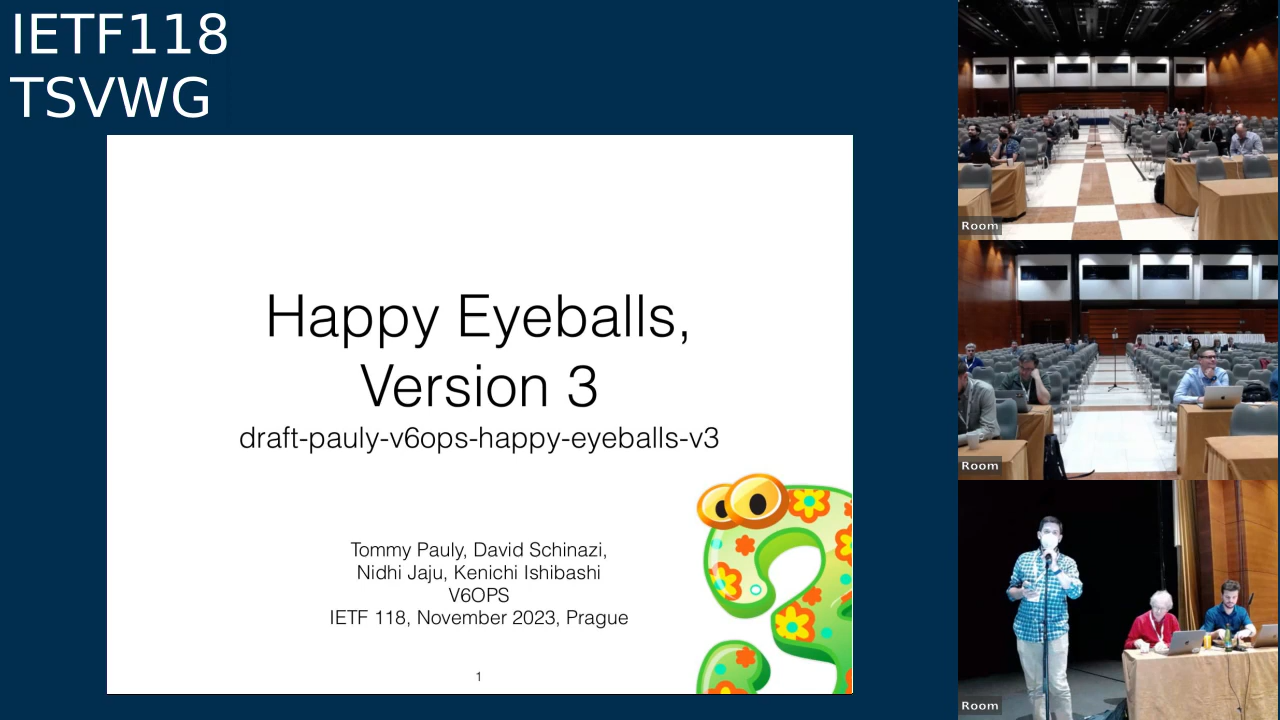 IETF118
TSVWG
Happy Eyeballs,
Version 3
draft-pauly-v6ops-happy-eyeballs-v3
Tommy Pauly, David Schinazi,
Nidhi Jaju, Kenichi Ishibashi
V6OPS
IETF 118, November 2023, Prague
1
Room
Room
Room